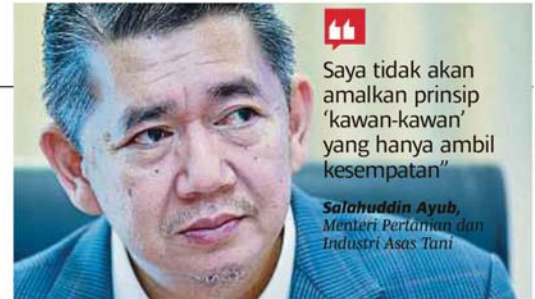 Saya tidak akan
amalkan prinsip
‘kawan-kawan’
yang hanya ambil
kesempatan”
Salahuddin Ayub,
Menteri Pertanian dan
Industri Asas Tani